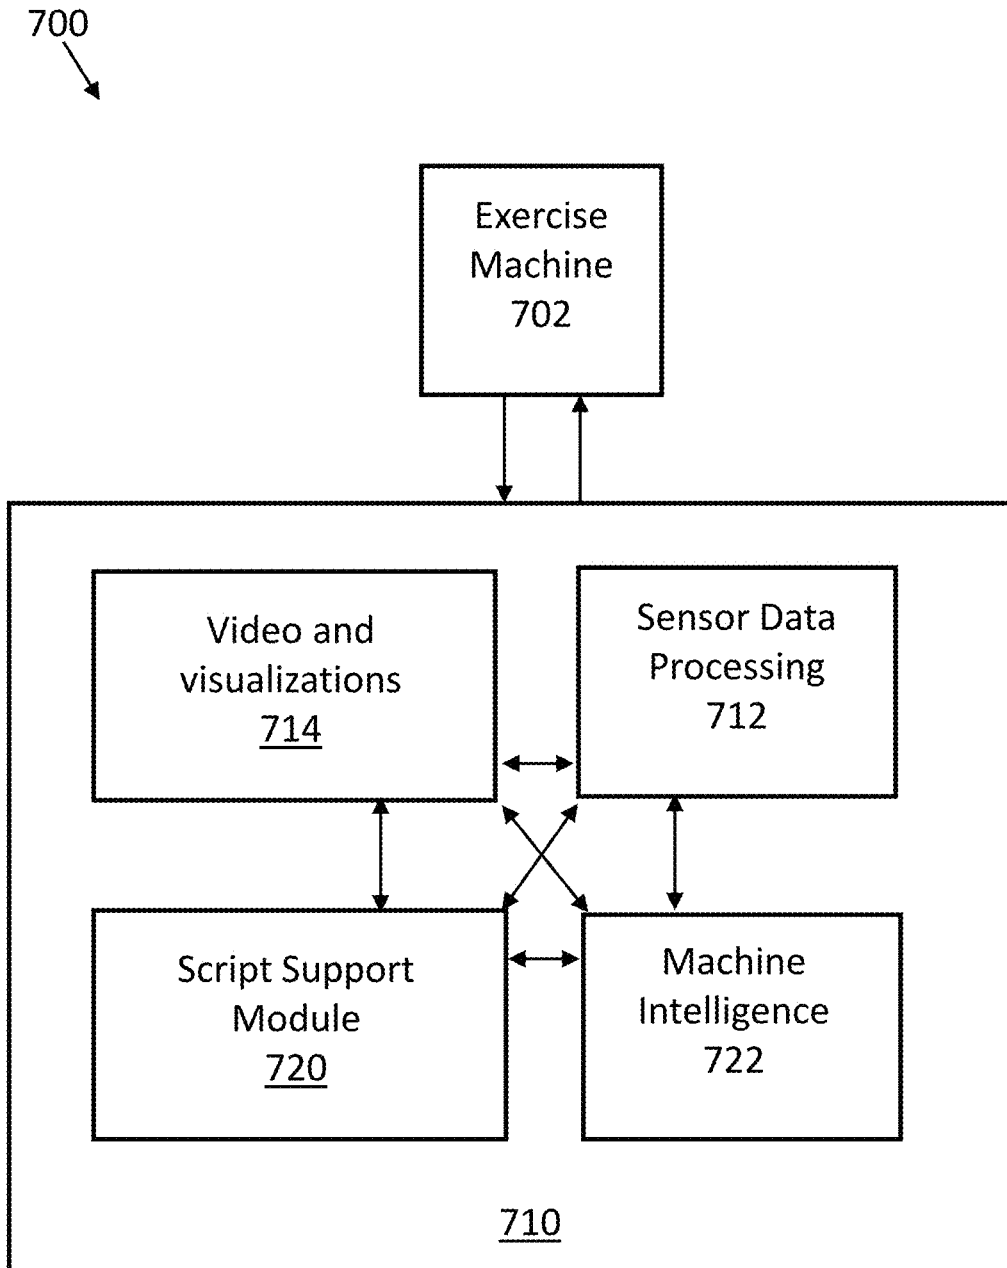 700
Exercise
Machine
702
Video and
visualizations
714
Sensor Data
Processing
712
Script Support
Module
720
Machine
Intelligence
722
710